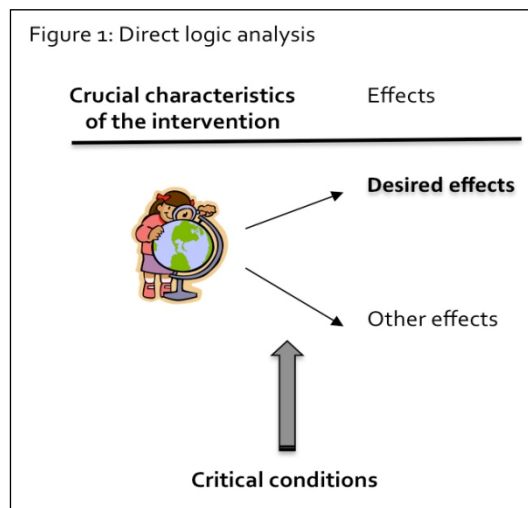 Figure 1: Direct logic analysis
Crucial characteristics
of the intervention
Effects
Desired effects
Other effects
Critical conditions